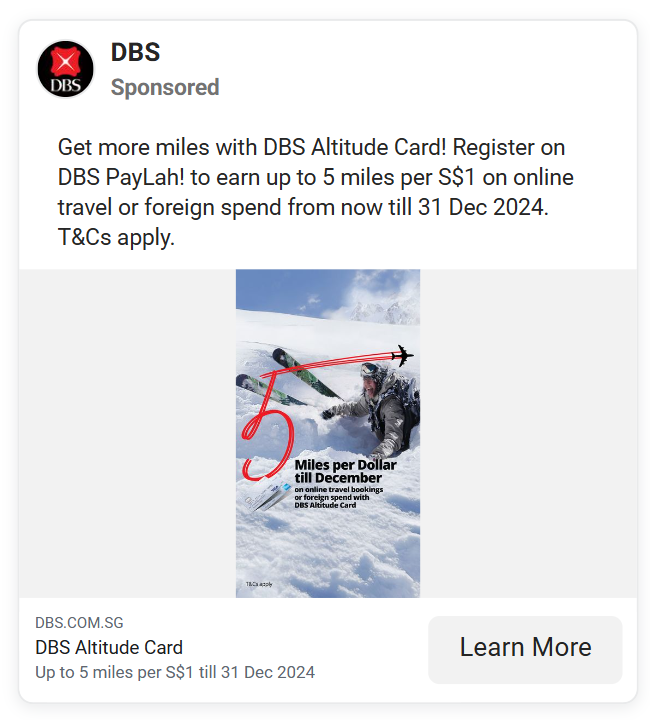 DBS
DBS
Sponsored
Get more miles with DBS Altitude Card! Register on
DBS PayLah! to earn up to 5 miles per S$1 on online
travel or foreign spend from now till 31 Dec 2024.
T&Cs apply.
5
Miles per Dollar
till December
on online travel bookings
or foreign spend with
DBS Altitude Card
T&Cs apply
DBS.COM.SG
DBS Altitude Card
Up to 5 miles per S$1 till 31 Dec 2024
Learn More